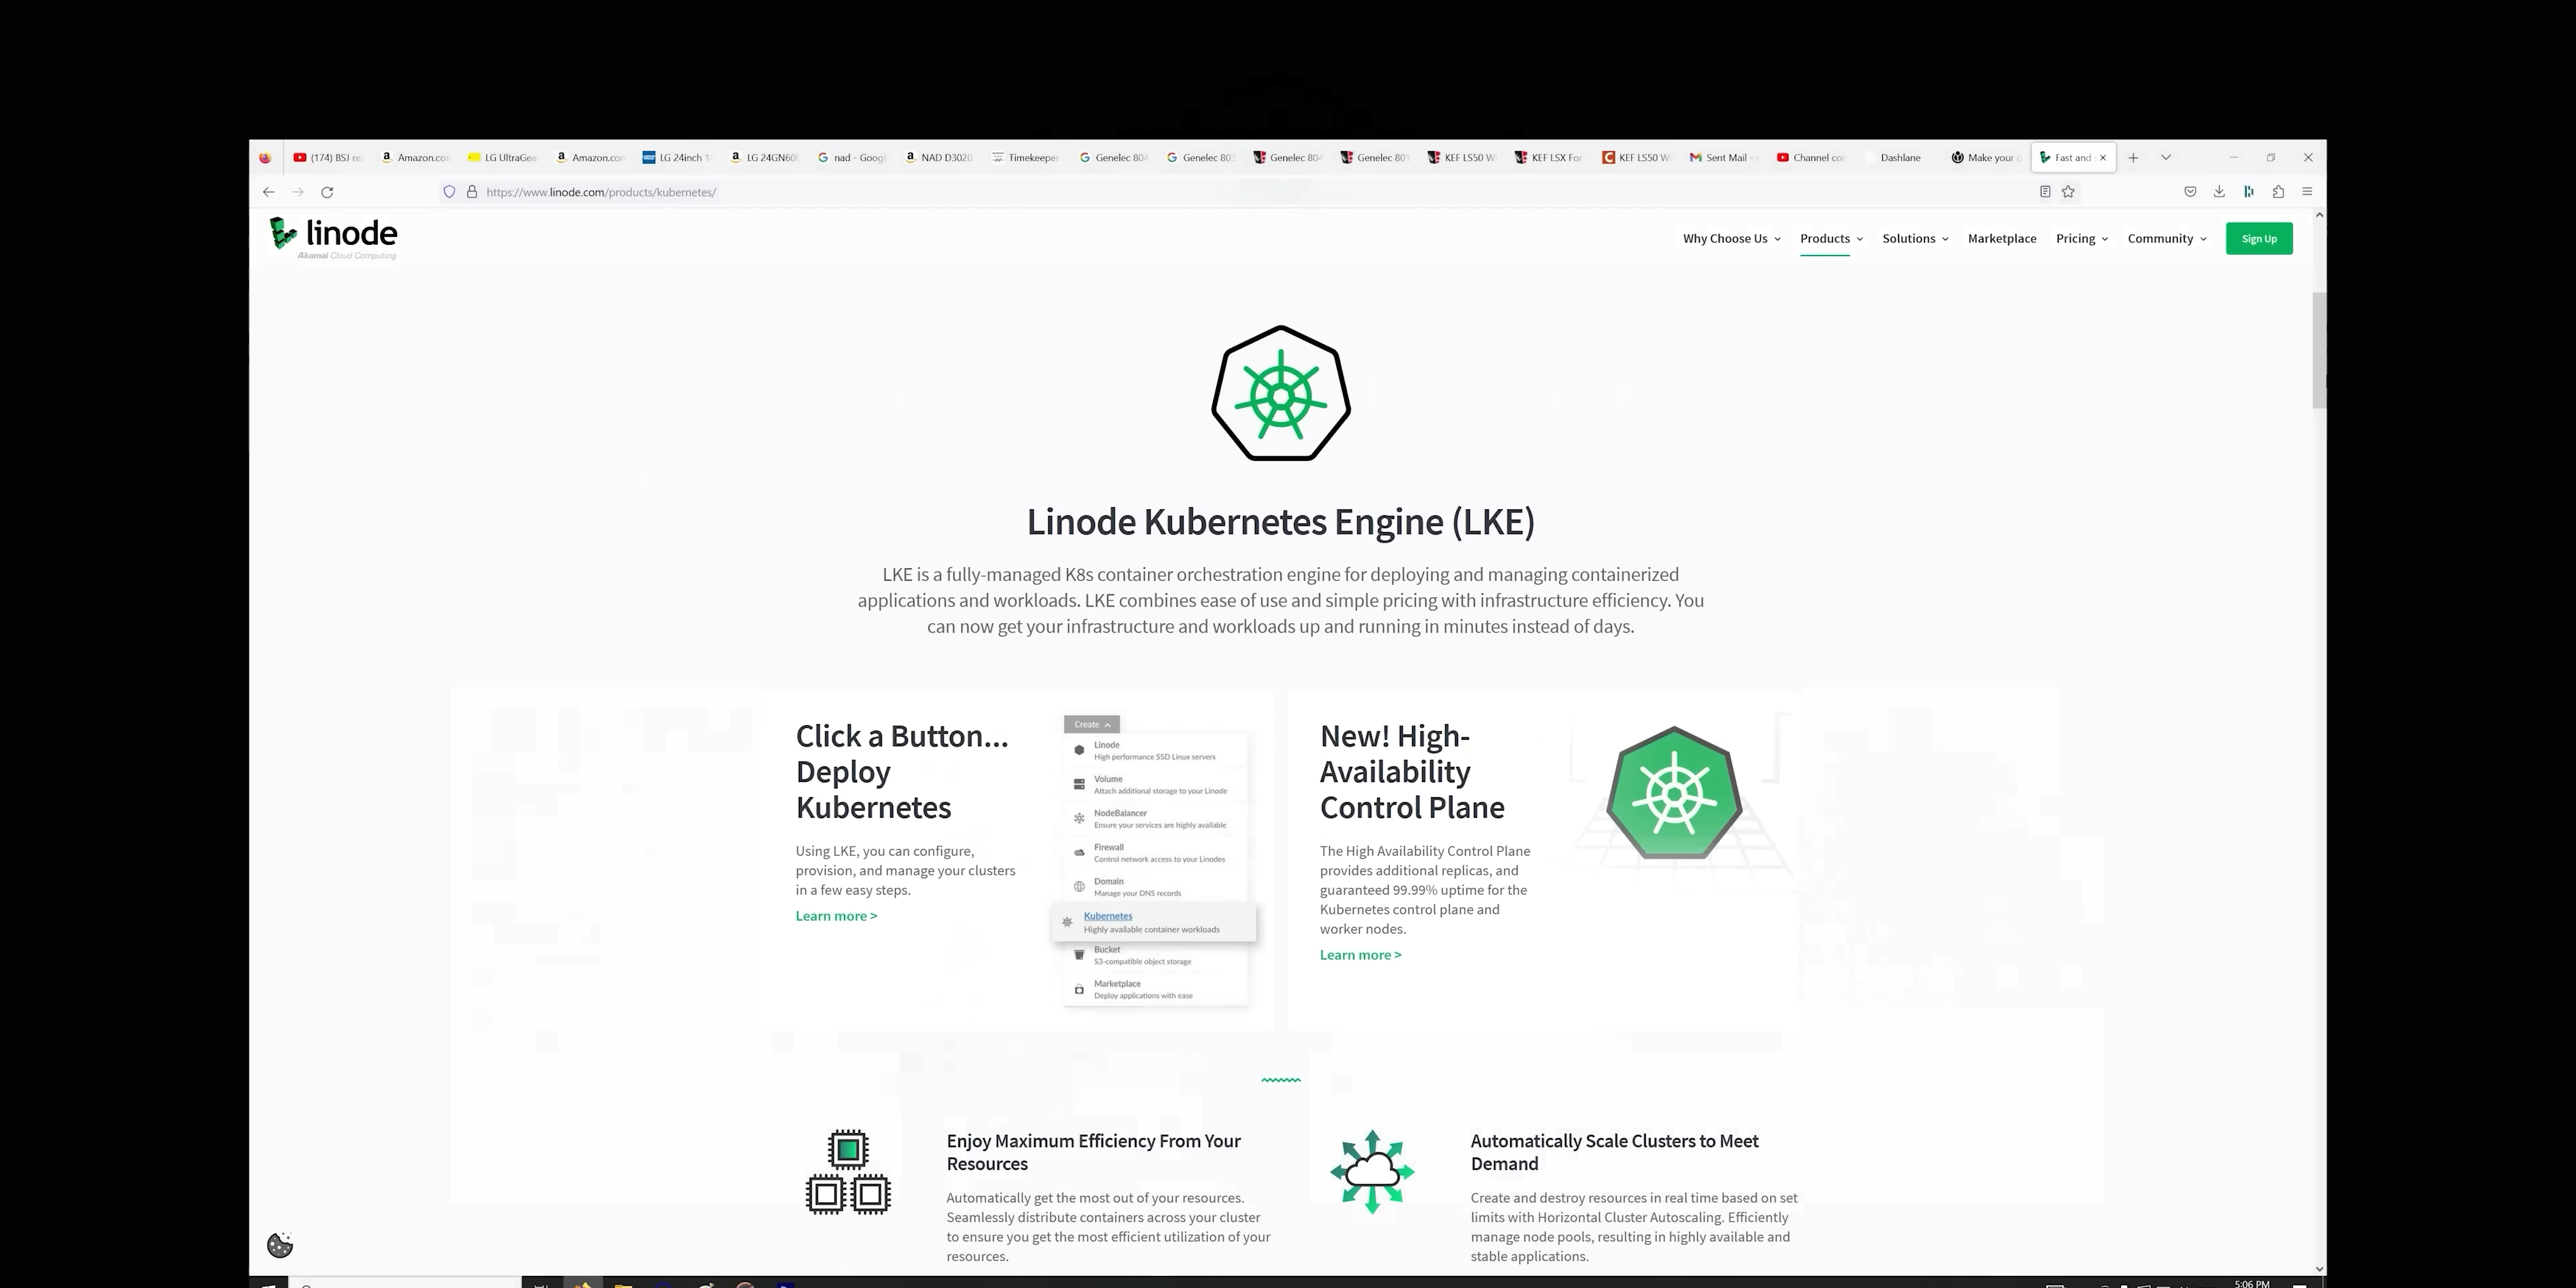 (174) BSJ re
Amazon.co
LG UltraGea
Amazon.co
LG 24inch 1
LG 24GN60
nad - Googl
NAD D3020
Timekeeper
Genelec 804
Genelec 803
Genelec 804
Genelec 801
KEF LS50 W
KEF LSX For
KEF LS50 W
Sent Mail -
Channel co
Dashlane
Make your
Fast and
https://www.linode.com/products/kubernetes/
linode
Akamai Cloud Computing
Why Choose Us
Products
Solutions
Marketplace
Pricing
Community
Sign Up
Linode Kubernetes Engine (LKE)
LKE is a fully-managed K8s container orchestration engine for deploying and managing containerized
applications and workloads. LKE combines ease of use and simple pricing with infrastructure efficiency. You
can now get your infrastructure and workloads up and running in minutes instead of days.
Click a Button...
Deploy
Kubernetes
Using LKE, you can configure,
provision, and manage your clusters
in a few easy steps.
Learn more >
Create
Linode
High performance SSD Linux servers
Volume
Attach additional storage to your Linode
NodeBalancer
Ensure your services are highly available
Firewall
Control network access to your Linodes
Domain
Manage your DNS records
Kubernetes
Highly available container workloads
Bucket
S3-compatible object storage
Marketplace
Deploy applications with ease
New! High-
Availability
Control Plane
The High Availability Control Plane
provides additional replicas, and
guaranteed 99.99% uptime for the
Kubernetes control plane and
worker nodes.
Learn more >
Enjoy Maximum Efficiency From Your
Resources
Automatically get the most out of your resources.
Seamlessly distribute containers across your cluster
to ensure you get the most efficient utilization of your
resources.
Automatically Scale Clusters to Meet
Demand
Create and destroy resources in real time based on set
limits with Horizontal Cluster Autoscaling. Efficiently
manage node pools, resulting in highly available and
stable applications.
5:06 PM